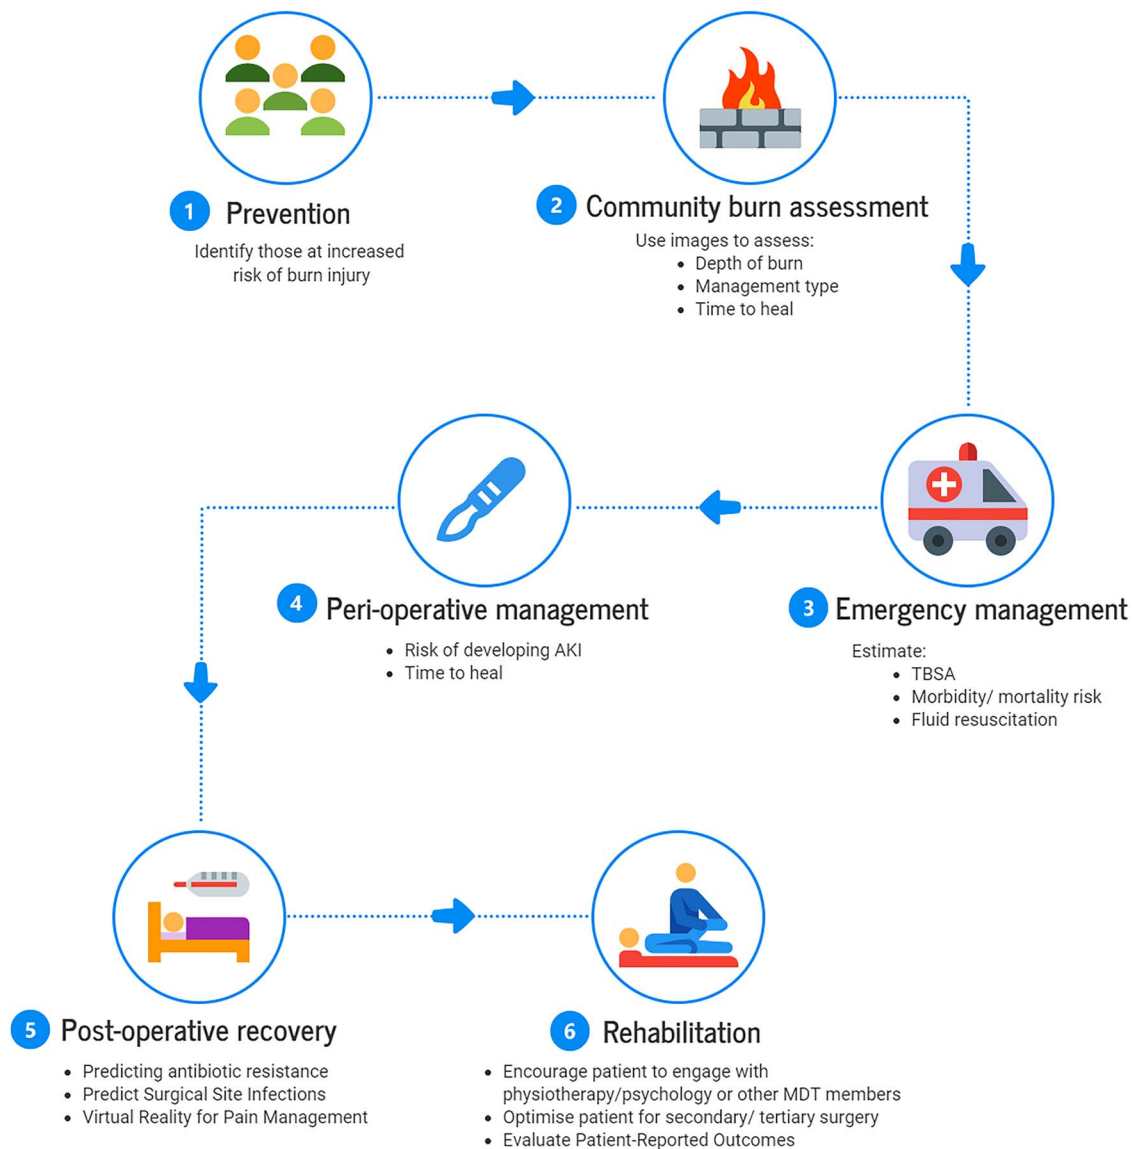 1 Prevention
Identify those at increased
risk of burn injury
2 Community burn assessment
Use images to assess:
• Depth of burn
• Management type
• Time to heal
3 Emergency management
Estimate:
• TBSA
• Morbidity/ mortality risk
• Fluid resuscitation
4 Peri-operative management
• Risk of developing AKI
• Time to heal
5 Post-operative recovery
• Predicting antibiotic resistance
• Predict Surgical Site Infections
• Virtual Reality for Pain Management
6 Rehabilitation
• Encourage patient to engage with
physiotherapy/psychology or other MDT members
• Optimise patient for secondary/ tertiary surgery
• Evaluate Patient-Reported Outcomes